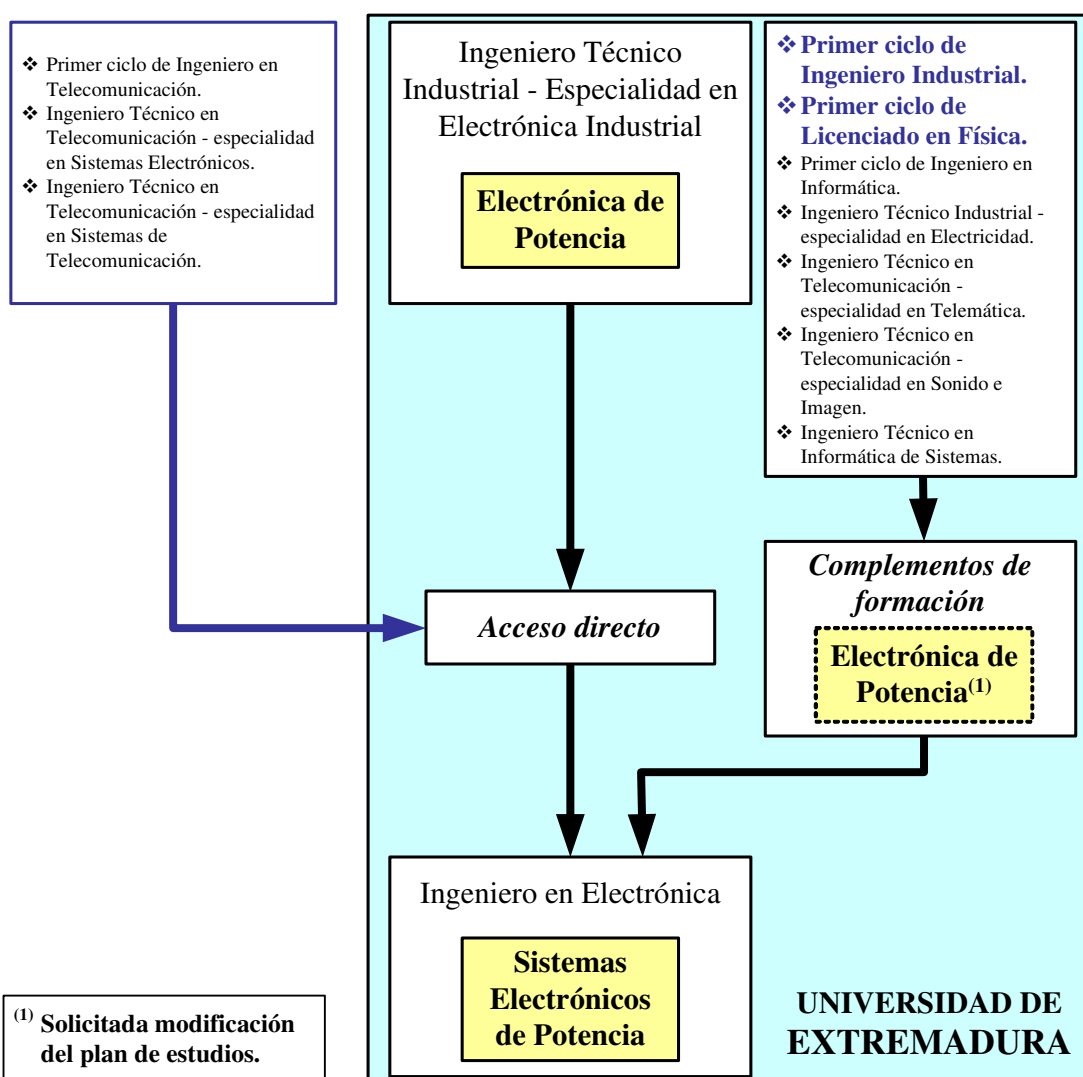 ❖ Primer ciclo de Ingeniero en
Telecomunicación.
❖ Ingeniero Técnico en
Telecomunicación - especialidad
en Sistemas Electrónicos.
❖ Ingeniero Técnico en
Telecomunicación - especialidad
en Sistemas de
Telecomunicación.
Ingeniero Técnico
Industrial - Especialidad en
Electrónica Industrial
Electrónica de
Potencia
❖ Primer ciclo de
Ingeniero Industrial.
❖ Primer ciclo de
Licenciado en Física.
❖ Primer ciclo de Ingeniero en
Informática.
❖ Ingeniero Técnico Industrial -
especialidad en Electricidad.
❖ Ingeniero Técnico en
Telecomunicación -
especialidad en Telemática.
❖ Ingeniero Técnico en
Telecomunicación -
especialidad en Sonido e
Imagen.
❖ Ingeniero Técnico en
Informática de Sistemas.
Acceso directo
Complementos de
formación
Electrónica de
Potencia(1)
Ingeniero en Electrónica
Sistemas
Electrónicos
de Potencia
(1) Solicitada modificación
del plan de estudios.
UNIVERSIDAD DE
EXTREMADURA